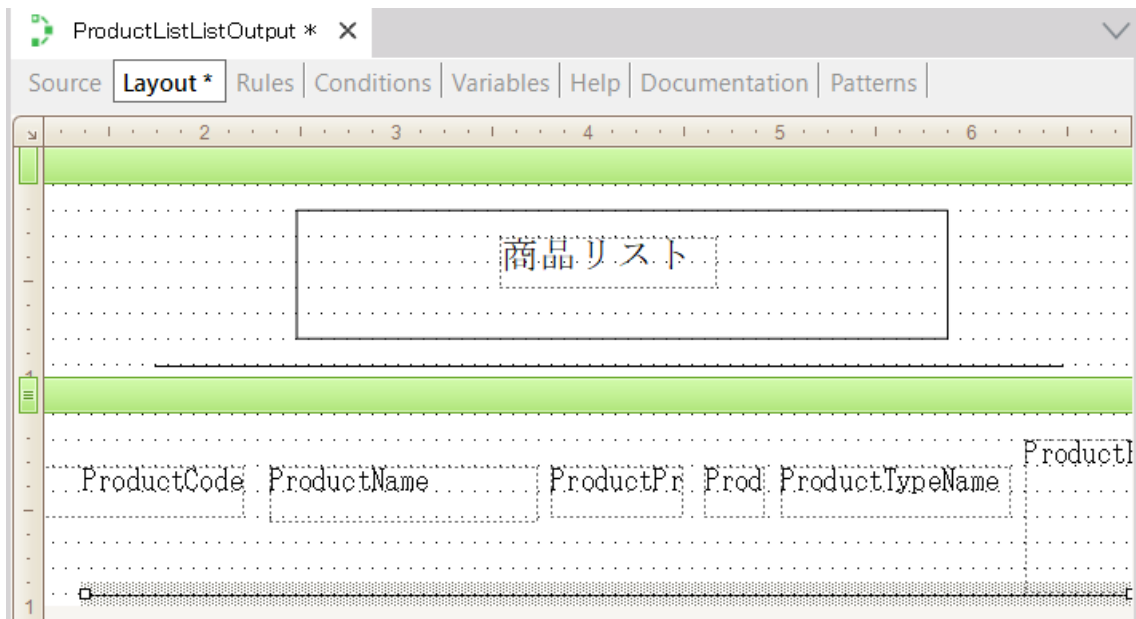 ProductListListOutput *
Source Layout * Rules Conditions Variables Help Documentation Patterns
2 3 4 5 6
商品リスト
1
ProductCode ProductName ProductPr Prod ProductTypeName
1